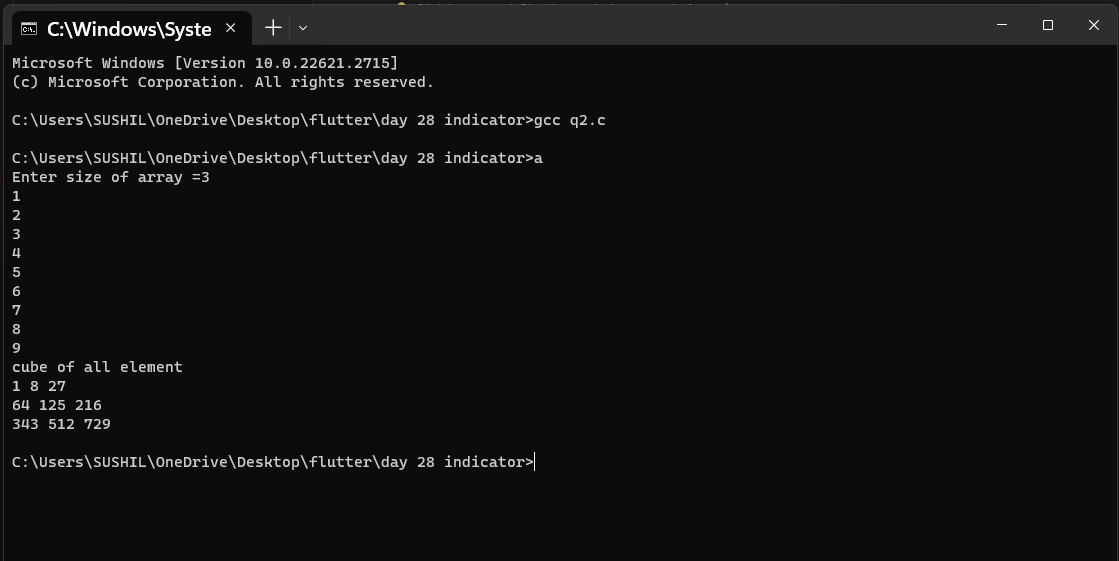 C:\Windows\Syste
Microsoft Windows [Version 10.0.22621.2715]
(c) Microsoft Corporation. All rights reserved.
C:\Users\SUSHIL\OneDrive\Desktop\flutter\day 28 indicator>gcc q2.c
C:\Users\SUSHIL\OneDrive\Desktop\flutter\day 28 indicator>a
Enter size of array =3
1
2
3
4
5
6
7
8
9
cube of all element
1 8 27
64 125 216
343 512 729
C:\Users\SUSHIL\OneDrive\Desktop\flutter\day 28 indicator>